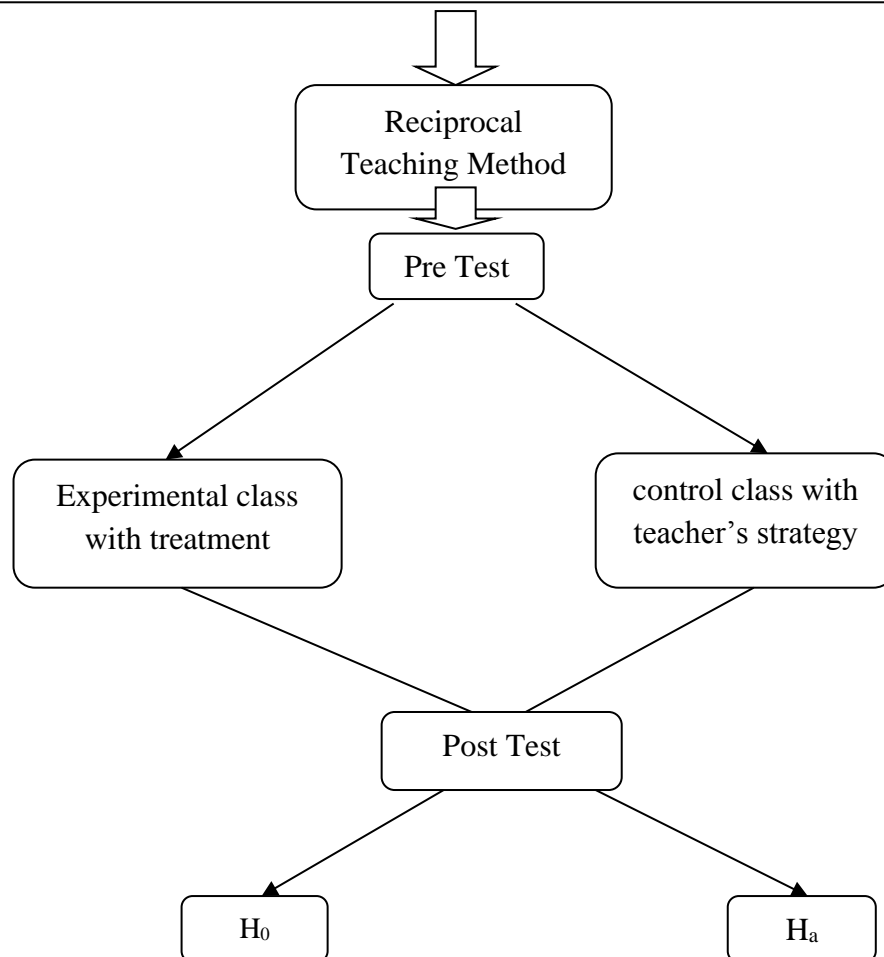 Reciprocal
Teaching Method
Pre Test
Experimental class
with treatment
control class with
teacher’s strategy
Post Test
H₀
Hₐ